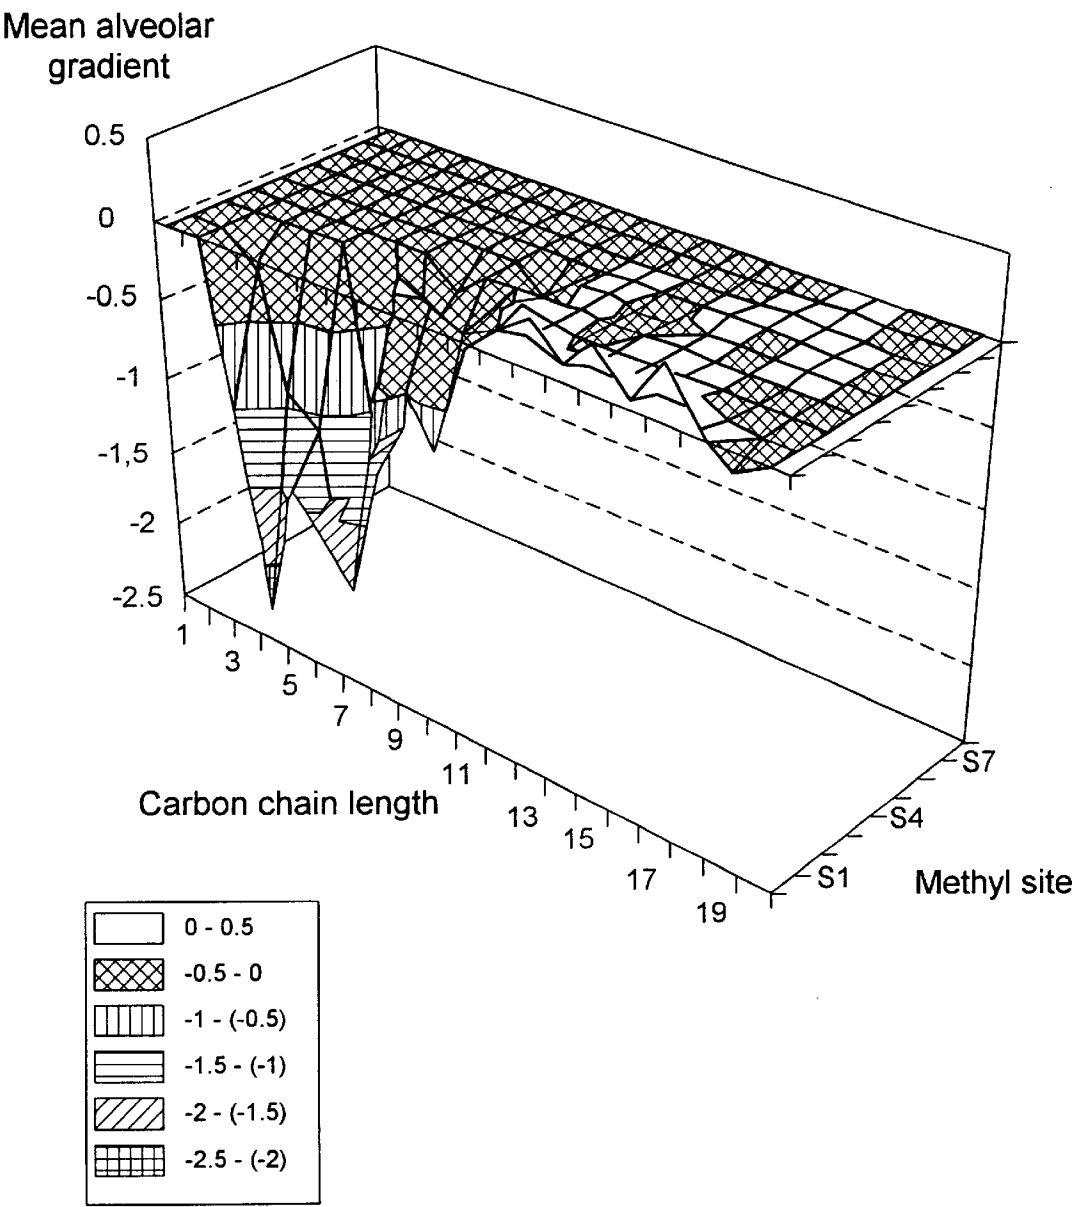 Mean alveolar
gradient
0.5
0
-0.5
-1
-1,5
-2
-2.5
1
3
5
7
9
11
13
15
17
19
S7
S4
S1
Carbon chain length
Methyl site
0 - 0.5
-0.5 - 0
-1 - (-0.5)
-1.5 - (-1)
-2 - (-1.5)
-2.5 - (-2)